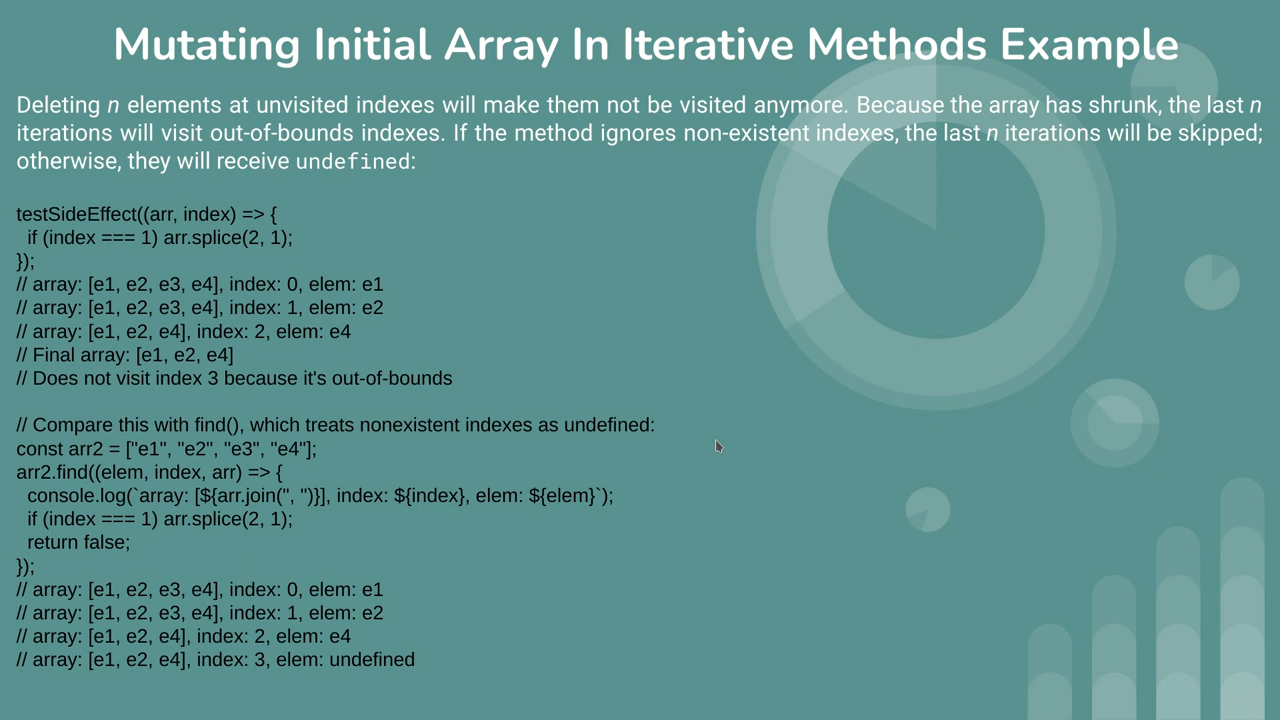 Mutating Initial Array In Iterative Methods Example
Deleting n elements at unvisited indexes will make them not be visited anymore. Because the array has shrunk, the last n
iterations will visit out-of-bounds indexes. If the method ignores non-existent indexes, the last n iterations will be skipped;
otherwise, they will receive undefined:
testSideEffect((arr, index) => {
  if (index === 1) arr.splice(2, 1);
});
// array: [e1, e2, e3, e4], index: 0, elem: e1
// array: [e1, e2, e3, e4], index: 1, elem: e2
// array: [e1, e2, e4], index: 2, elem: e4
// Final array: [e1, e2, e4]
// Does not visit index 3 because it's out-of-bounds
// Compare this with find(), which treats nonexistent indexes as undefined:
const arr2 = ["e1", "e2", "e3", "e4"];
arr2.find((elem, index, arr) => {
  console.log(`array: [${arr.join(", ")}], index: ${index}, elem: ${elem}`);
  if (index === 1) arr.splice(2, 1);
  return false;
});
// array: [e1, e2, e3, e4], index: 0, elem: e1
// array: [e1, e2, e3, e4], index: 1, elem: e2
// array: [e1, e2, e4], index: 2, elem: e4
// array: [e1, e2, e4], index: 3, elem: undefined